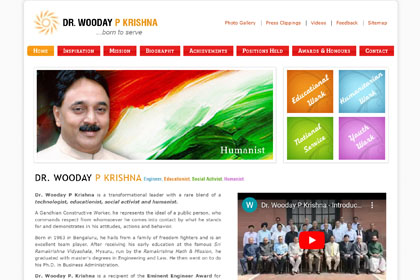 DR. WOODAY P KRISHNA
...born to serve
Photo Gallery | Press Clippings | Videos | Feedback | Sitemap
HOME INSPIRATION MISSION BIOGRAPHY ACHIEVEMENTS POSITIONS HELD AWARDS & HONOURS CONTACT
Humanist
Educational Work
Humanitarian Work
National Service
Youth Work
DR. WOODAY P KRISHNA Engineer, Educationist, Social Activist, Humanist
Dr. Wooday P Krishna is a transformational leader with a rare blend of a
technologist, educationist, social activist and humanist.
A Gandhian Constructive Worker, he represents the ideal of a public person, who
commands respect from whomsoever he comes into contact by what he stands
for and demonstrates in his attitudes, actions and behavior.
Born in 1963 in Bengaluru, he hails from a family of freedom fighters and is an
excellent team player. After receiving his early education at the famous Sri
Ramakrishna Vidyashala, Mysuru, run by the Ramakrishna Math & Mission, he
graduated with master's degrees in Engineering and Law. He then went on to do
his Ph.D. in Business Administration.
Dr. Wooday P Krishna is a recipient of the Eminent Engineer Award for
W Dr Wooday P Krishna - Introduc...